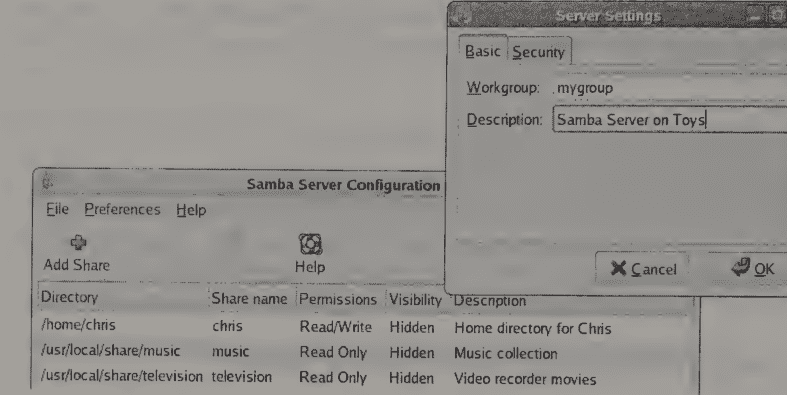 Server Settings
Basic Security
Workgroup: mygroup
Description: Samba Server on Toys
Cancel OK
Samba Server Configuration
File Preferences Help
Add Share Help
Directory Share name Permissions Visibility Description
/home/chris chris Read/Write Hidden Home directory for Chris
/usr/local/share/music music Read Only Hidden Music collection
/usr/local/share/television television Read Only Hidden Video recorder movies